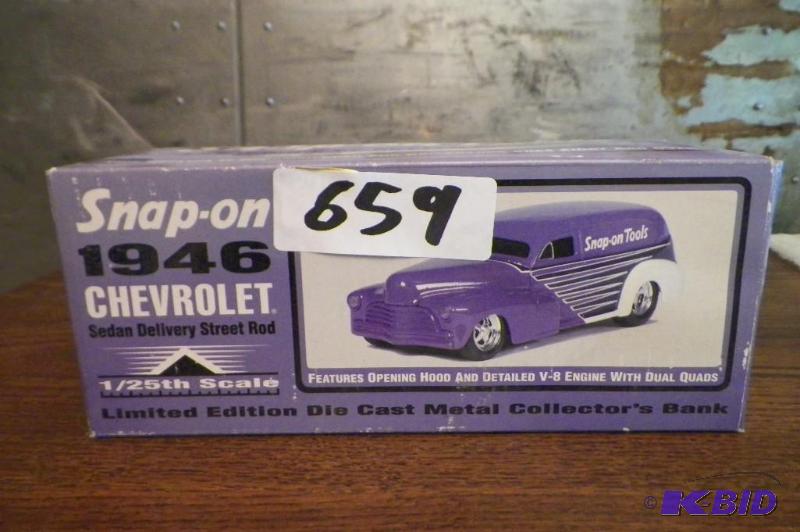 Snap-on
659
1946
CHEVROLET®
Sedan Delivery Street Rod
Snap-on Tools
1/25th Scale
FEATURES OPENING HOOD AND DETAILED V-8 ENGINE WITH DUAL QUADS
Limited Edition Die Cast Metal Collector's Bank
© K-BID